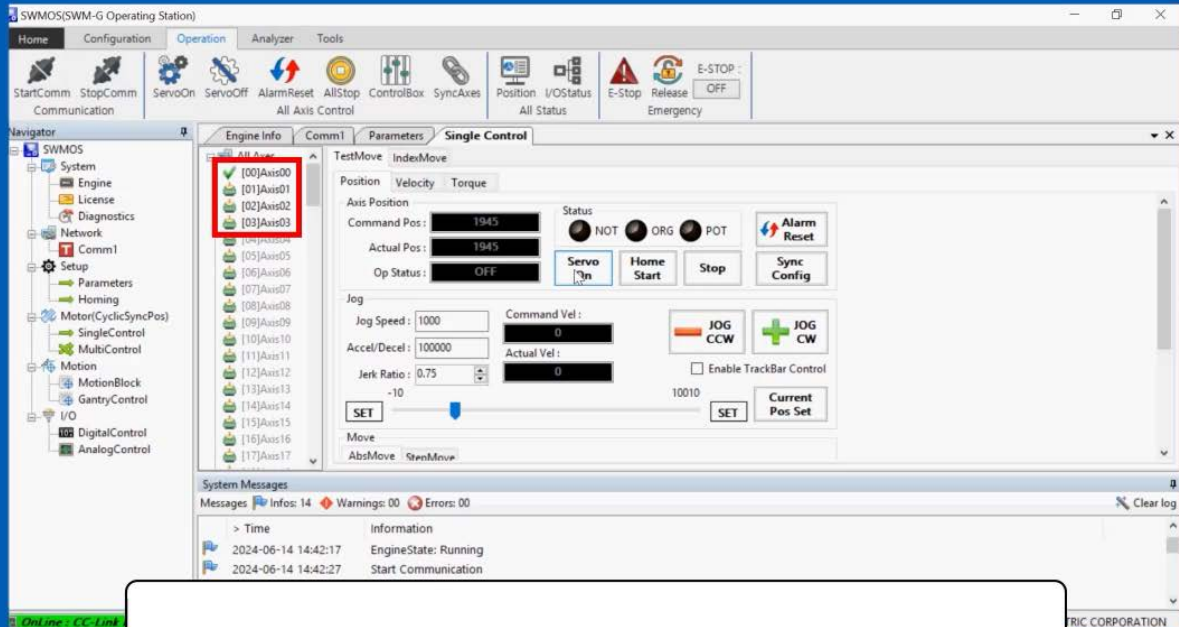 SWMOS(SWM-G Operating Station)
Home Configuration Operation Analyzer Tools
StartComm StopComm ServoOn ServoOff AlarmReset AllStop ControlBox SyncAxes Position I/OStatus E-Stop Release E-STOP : OFF
Communication All Axis Control All Status Emergency
Navigator
SWMOS
System
Engine
License
Diagnostics
Network
Comm1
Setup
Parameters
Homing
Motor(CyclicSyncPos)
SingleControl
MultiControl
Motion
MotionBlock
GantryControl
I/O
DigitalControl
AnalogControl
Engine Info Comm1 Parameters Single Control
All Axes
[00]Axis00
[01]Axis01
[02]Axis02
[03]Axis03
[04]Axis04
[05]Axis05
[06]Axis06
[07]Axis07
[08]Axis08
[09]Axis09
[10]Axis10
[11]Axis11
[12]Axis12
[13]Axis13
[14]Axis14
[15]Axis15
[16]Axis16
[17]Axis17
TestMove IndexMove
Position Velocity Torque
Axis Position
Command Pos : 1945
Actual Pos : 1945
Op Status : OFF
Status
NOT ORG POT
Alarm Reset
Servo On
Home Start
Stop
Sync Config
Jog
Jog Speed : 1000
Accel/Decel : 100000
Jerk Ratio : 0.75
Command Vel :
0
Actual Vel :
0
JOG CCW
JOG CW
Enable TrackBar Control
-10 10010
SET SET
Current Pos Set
Move
AbsMove StepMove
System Messages
Messages Infos: 14 Warnings: 00 Errors: 00 Clear log
> Time Information
2024-06-14 14:42:17 EngineState: Running
2024-06-14 14:42:27 Start Communication
OnLine : CC-Link
TRIC CORPORATION